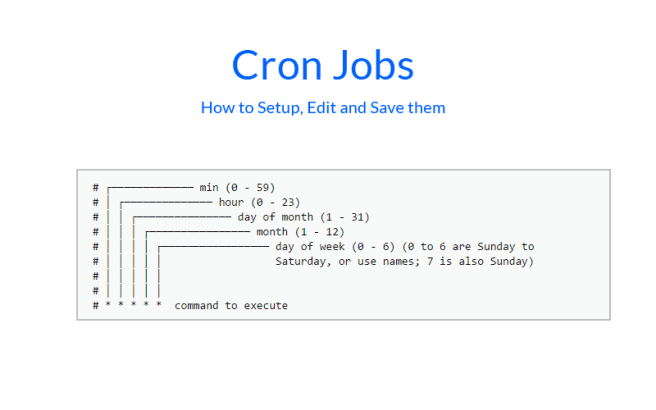 Cron Jobs
How to Setup, Edit and Save them
# ┌───────────── min (0 - 59)
# │ ┌────────────── hour (0 - 23)
# │ │ ┌─────────────── day of month (1 - 31)
# │ │ │ ┌──────────────── month (1 - 12)
# │ │ │ │ ┌───────────────── day of week (0 - 6) (0 to 6 are Sunday to
# │ │ │ │ │                  Saturday, or use names; 7 is also Sunday)
# │ │ │ │ │
# │ │ │ │ │
# * * * * *  command to execute